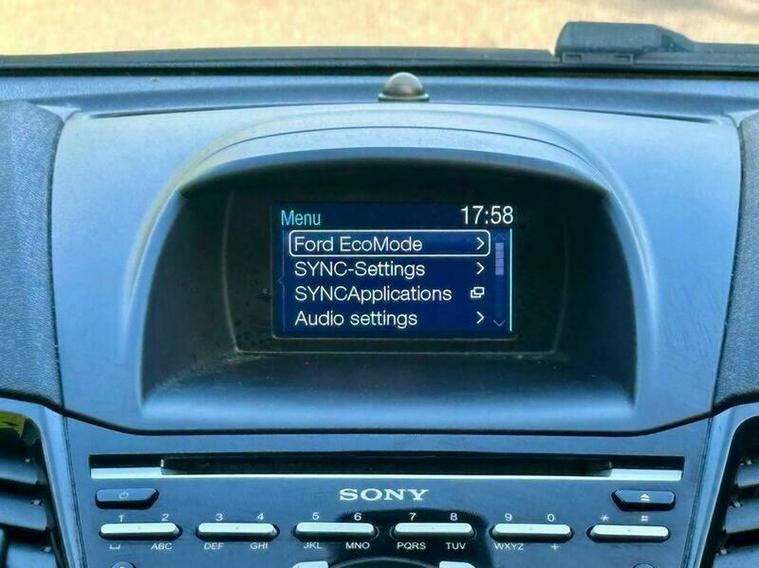 Menu 17:58
Ford EcoMode
SYNC-Settings
SYNCApplications
Audio settings
SONY
1 2 3 4 5 6 7 8 9 0 * #
ABC DEF GHI JKL MNO PQRS TUV WXYZ +